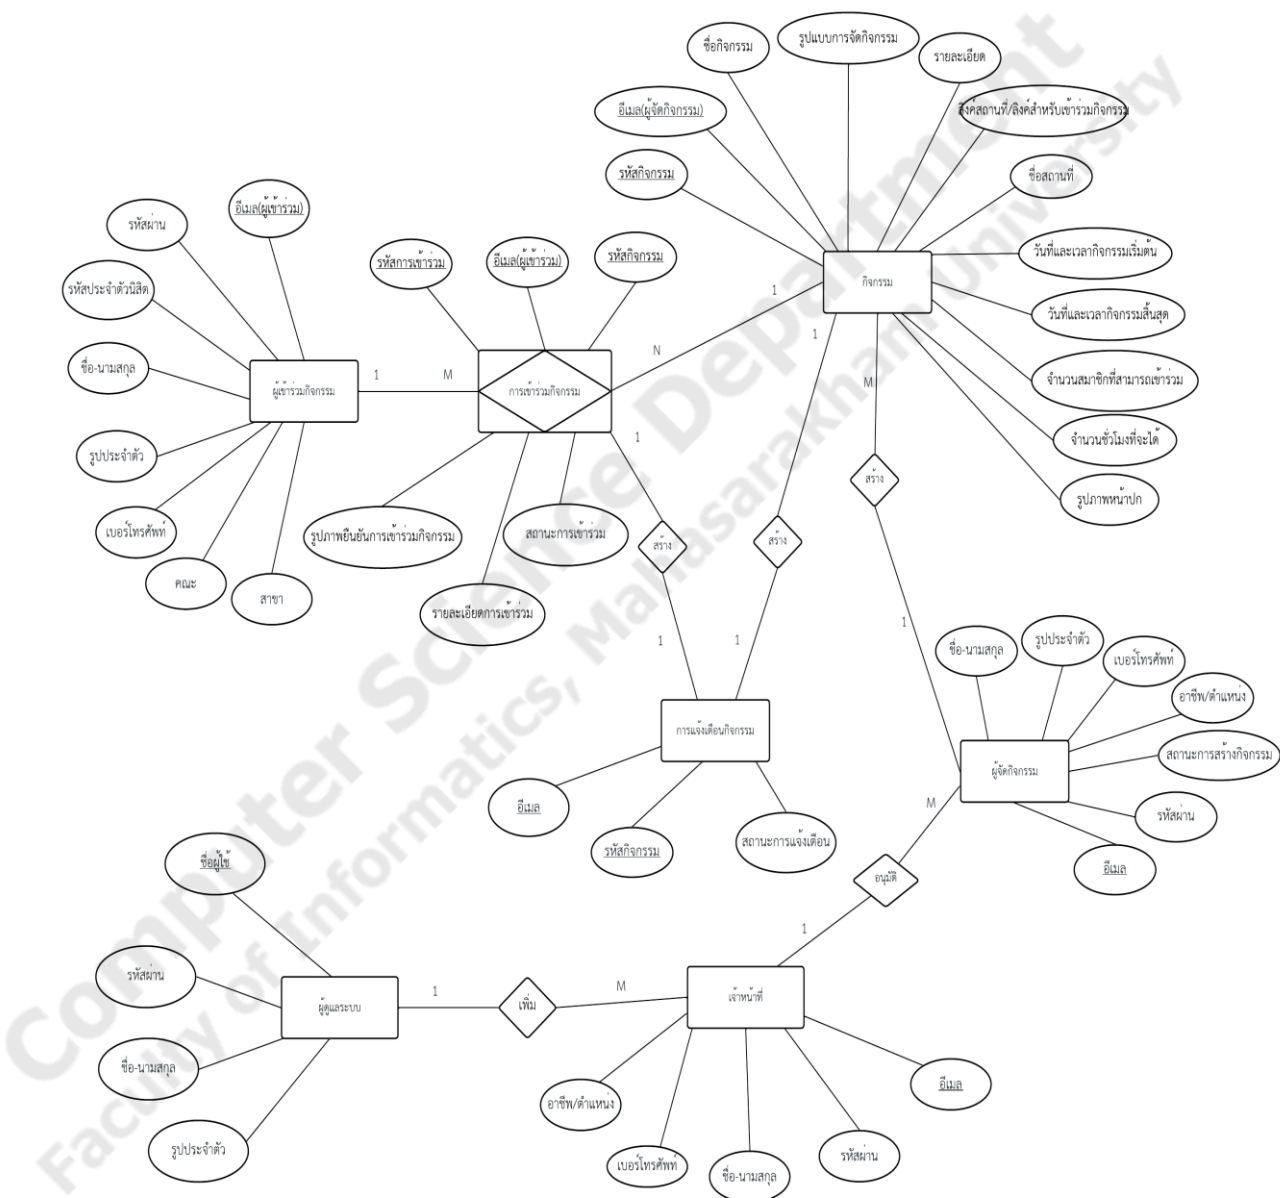 รูปแบบการจัดกิจกรรม
ชื่อกิจกรรม
รายละเอียด
อีเมล(ผู้จัดกิจกรรม)
ลิงค์สถานที่/ลิงค์สำหรับเข้าร่วมกิจกรรม
รหัสกิจกรรม
ชื่อสถานที่
อีเมล(ผู้เข้าร่วม)
รหัสผ่าน
รหัสการเข้าร่วม
อีเมล(ผู้เข้าร่วม)
รหัสกิจกรรม
วันที่และเวลากิจกรรมเริ่มต้น
กิจกรรม
รหัสประจำตัวนิสิต
1
วันที่และเวลากิจกรรมสิ้นสุด
1
ชื่อ-นามสกุล
N
M
1
M
ผู้เข้าร่วมกิจกรรม
การเข้าร่วมกิจกรรม
จำนวนสมาชิกที่สามารถเข้าร่วม
1
จำนวนชั่วโมงที่จะได้
รูปประจำตัว
สร้าง
รูปภาพหน้าปก
เบอร์โทรศัพท์
รูปภาพยืนยันการเข้าร่วมกิจกรรม
สถานะการเข้าร่วม
สร้าง
สร้าง
คณะ
สาขา
รายละเอียดการเข้าร่วม
1
1
1
ชื่อ-นามสกุล
รูปประจำตัว
เบอร์โทรศัพท์
อาชีพ/ตำแหน่ง
การแจ้งเตือนกิจกรรม
สถานะการสร้างกิจกรรม
ผู้จัดกิจกรรม
อีเมล
M
รหัสผ่าน
รหัสกิจกรรม
สถานะการแจ้งเตือน
ชื่อผู้ใช้
อีเมล
อนุมัติ
1
รหัสผ่าน
1
M
เจ้าหน้าที่
ผู้ดูแลระบบ
เพิ่ม
ชื่อ-นามสกุล
อีเมล
อาชีพ/ตำแหน่ง
รูปประจำตัว
เบอร์โทรศัพท์
ชื่อ-นามสกุล
รหัสผ่าน
Computer Science Department
Faculty of Informatics, Mahasarakham University